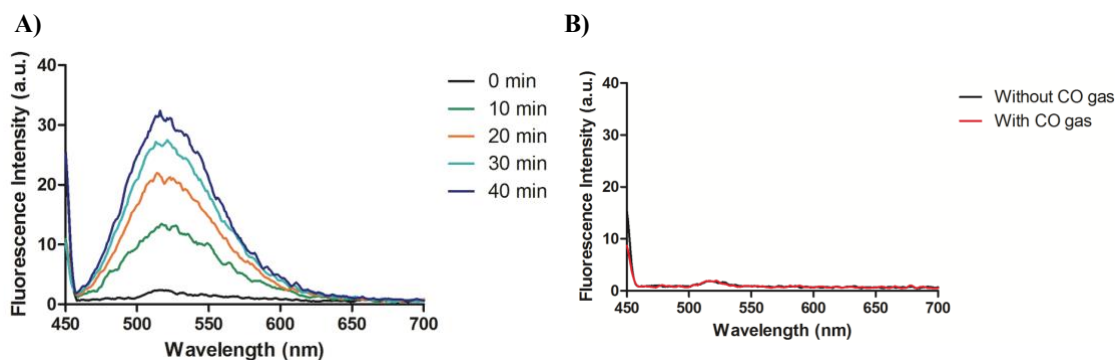 A)
Fluorescence Intensity (a.u.)
40
30
20
10
0
450 500 550 600 650 700
Wavelength (nm)
0 min
10 min
20 min
30 min
40 min
B)
Fluorescence Intensity (a.u.)
40
30
20
10
0
450 500 550 600 650 700
Wavelength (nm)
Without CO gas
With CO gas